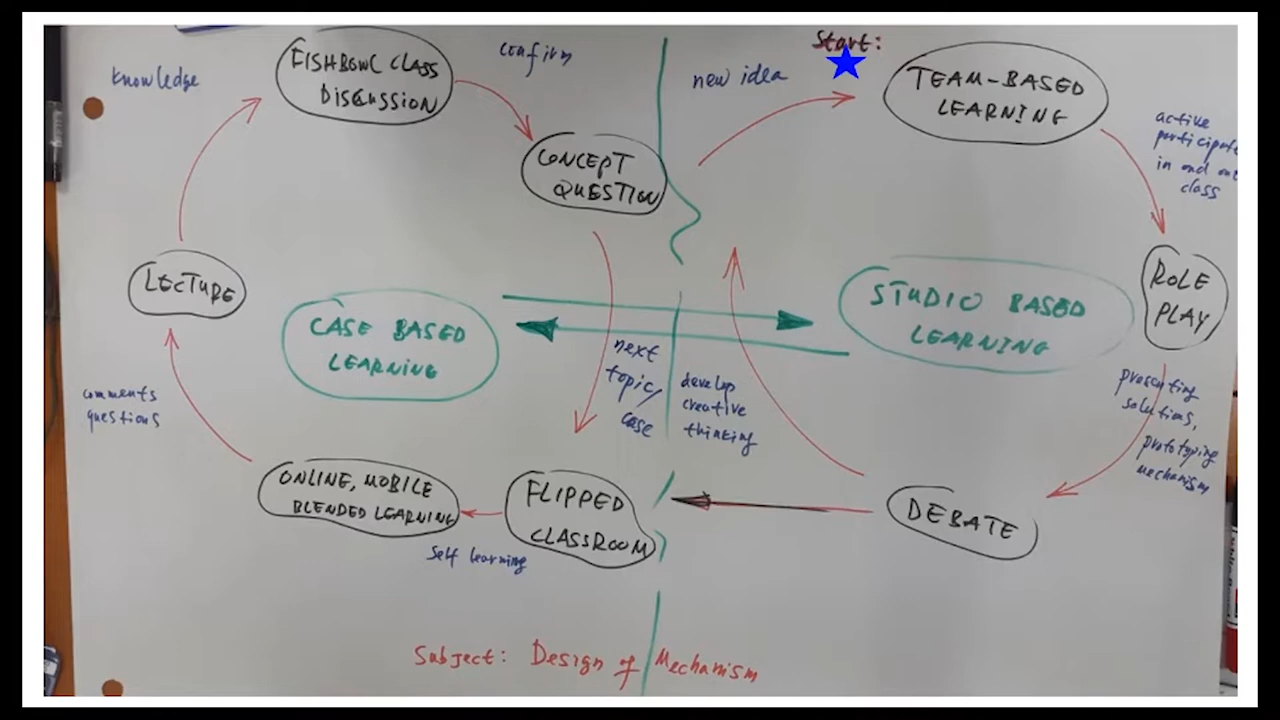 Start:
knowledge
FISHBOWL CLASS
DISCUSSION
confirm
new idea
TEAM-BASED
LEARNING
active
participate
in and out
class
CONCEPT
QUESTION
LECTURE
CASE BASED
LEARNING
STUDIO BASED
LEARNING
ROLE
PLAY
next
topic/
case
develop
creative
thinking
presenting
solutions,
prototyping
mechanism
comments
questions
ONLINE, MOBILE
BLENDED LEARNING
FLIPPED
CLASSROOM
DEBATE
Self learning
Subject: Design of Mechanism